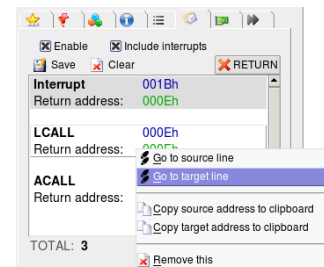 Enable Include interrupts
Save Clear RETURN
Interrupt 001Bh
Return address: 000Eh
LCALL 000Eh
Return address: 000Eh
Go to source line
Go to target line
ACALL
Return address:
Copy source address to clipboard
Copy target address to clipboard
TOTAL: 3
Remove this